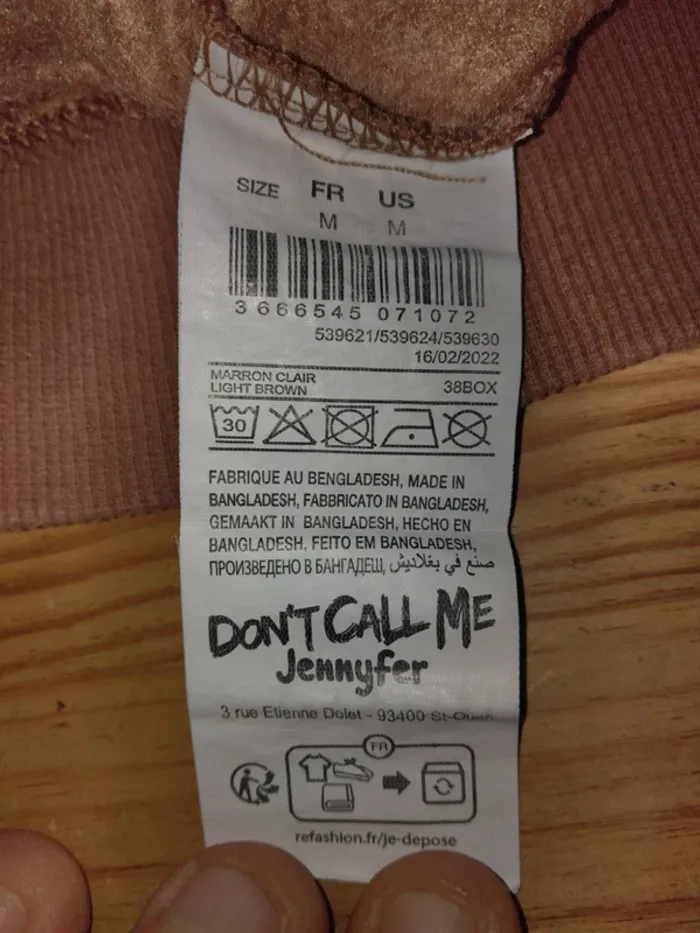 SIZE FR US
M M
3 666545 071072
539621/539624/539630
16/02/2022
MARRON CLAIR
LIGHT BROWN 38BOX
30
FABRIQUE AU BENGLADESH, MADE IN
BANGLADESH, FABBRICATO IN BANGLADESH,
GEMAAKT IN BANGLADESH, HECHO EN
BANGLADESH, FEITO EM BANGLADESH,
ПРОИЗВЕДЕНО В БАНГАДЕШ, صنع في بغلاديش
DON'T CALL ME
Jennyfer
3 rue Etienne Dolet - 93400 St-Ouen
FR
refashion.fr/je-depose